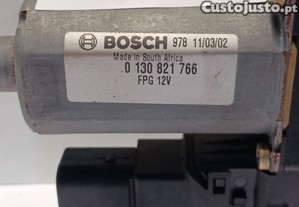 CustoJusto.pt
BOSCH 978 11/03/02
Made in South Africa
0 130 821 766
FPG 12V